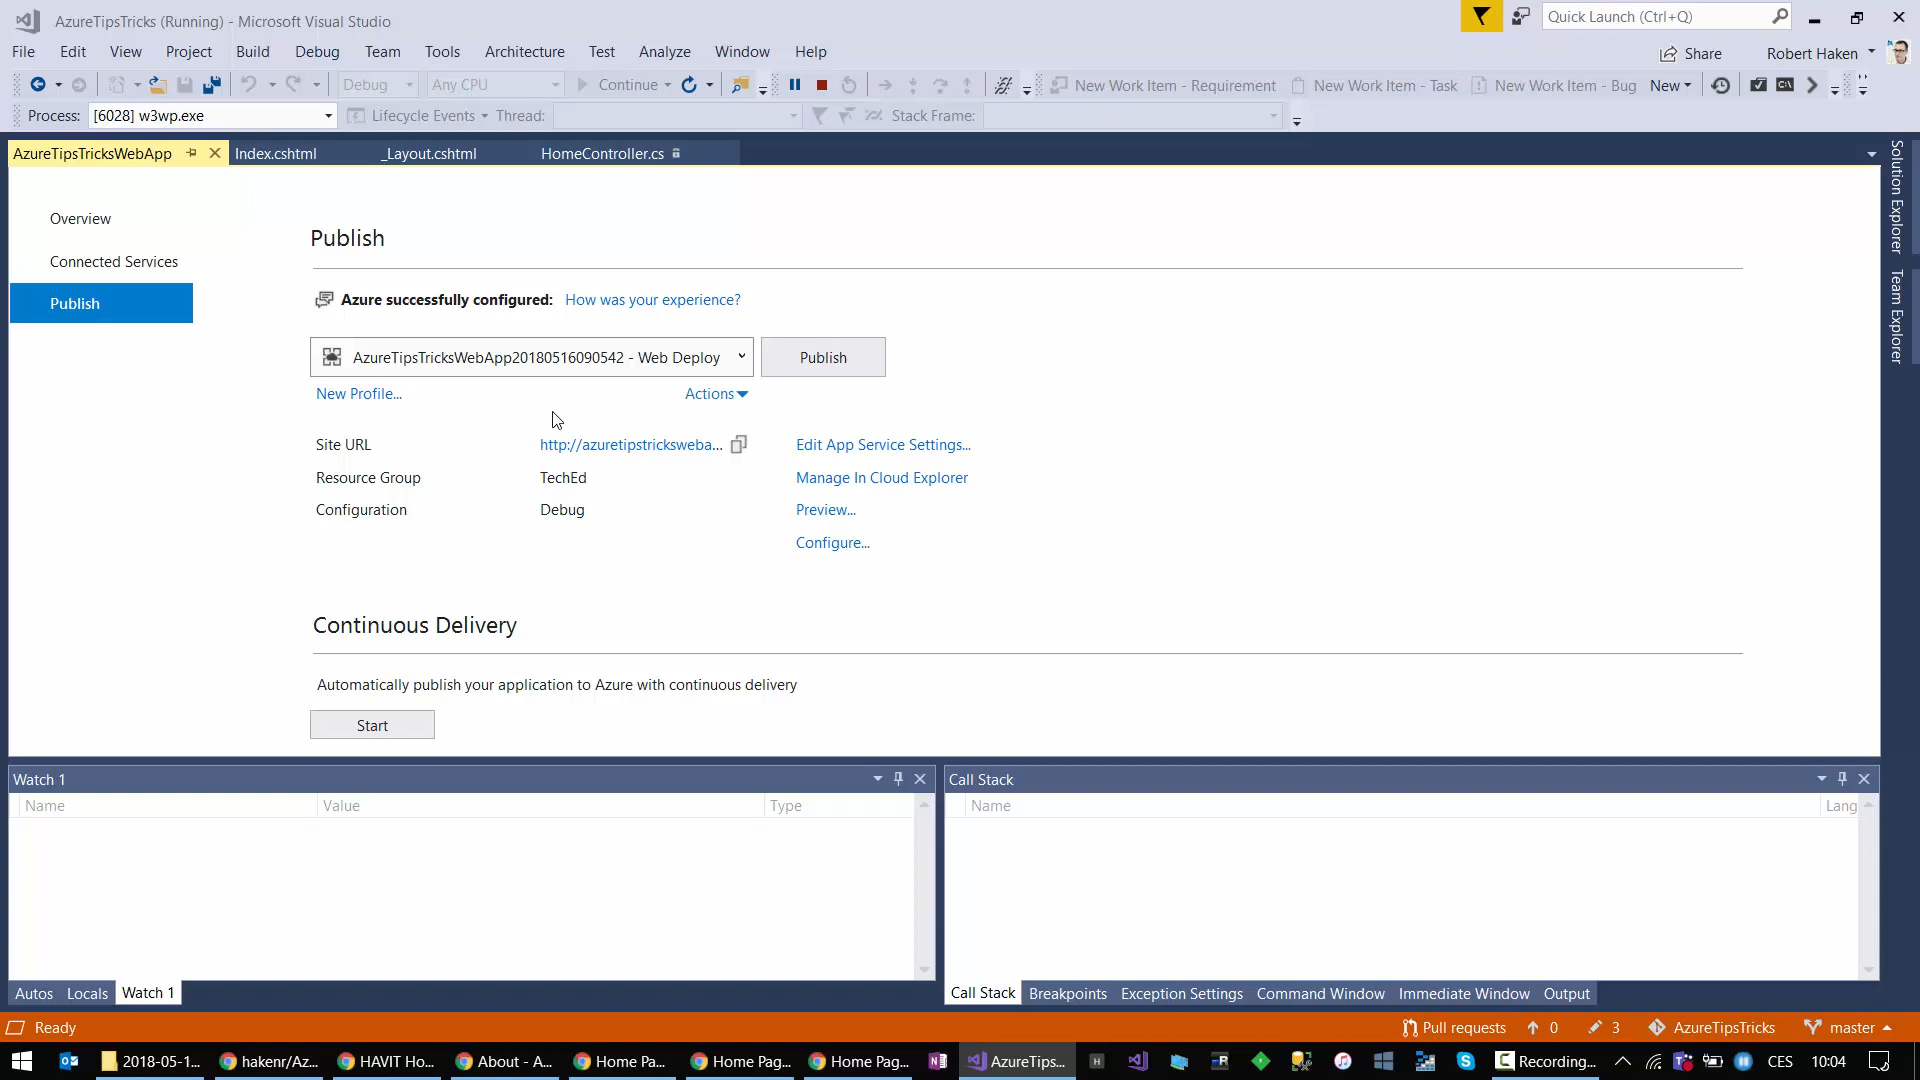 AzureTipsTricks (Running) - Microsoft Visual Studio
Quick Launch (Ctrl+Q)
File Edit View Project Build Debug Team Tools Architecture Test Analyze Window Help
Share Robert Haken
Debug Any CPU Continue New Work Item - Requirement New Work Item - Task New Work Item - Bug New
Process: [6028] w3wp.exe Lifecycle Events Thread: Stack Frame:
AzureTipsTricksWebApp Index.cshtml _Layout.cshtml HomeController.cs
Solution Explorer
Team Explorer
Overview
Connected Services
Publish
Publish
Azure successfully configured: How was your experience?
AzureTipsTricksWebApp20180516090542 - Web Deploy Publish
New Profile... Actions
Site URL http://azuretipstricksweba... Edit App Service Settings...
Resource Group TechEd Manage In Cloud Explorer
Configuration Debug Preview...
Configure...
Continuous Delivery
Automatically publish your application to Azure with continuous delivery
Start
Watch 1
Name Value Type
Call Stack
Name Lang
Autos Locals Watch 1
Call Stack Breakpoints Exception Settings Command Window Immediate Window Output
Ready Pull requests 0 3 AzureTipsTricks master
2018-05-1... hakenr/Az... HAVIT Ho... About - A... Home Pa... Home Pag... Home Pag... AzureTips... Recording... CES 10:04